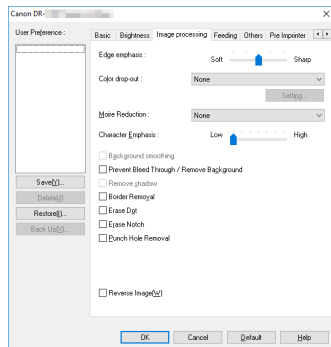 Canon DR-
User Preference :
Basic Brightness Image processing Feeding Others Pre Imprinter
Edge emphasis :
Soft Sharp
Color drop-out :
None
Setting...
Moire Reduction :
None
Character Emphasis :
Low High
Background smoothing
Prevent Bleed Through / Remove Background
Remove shadow
Border Removal
Erase Dot
Erase Notch
Punch Hole Removal
Save[Y]...
Delete[J]
Restore[I]...
Back Up[X]...
Reverse Image[W]
OK Cancel Default Help